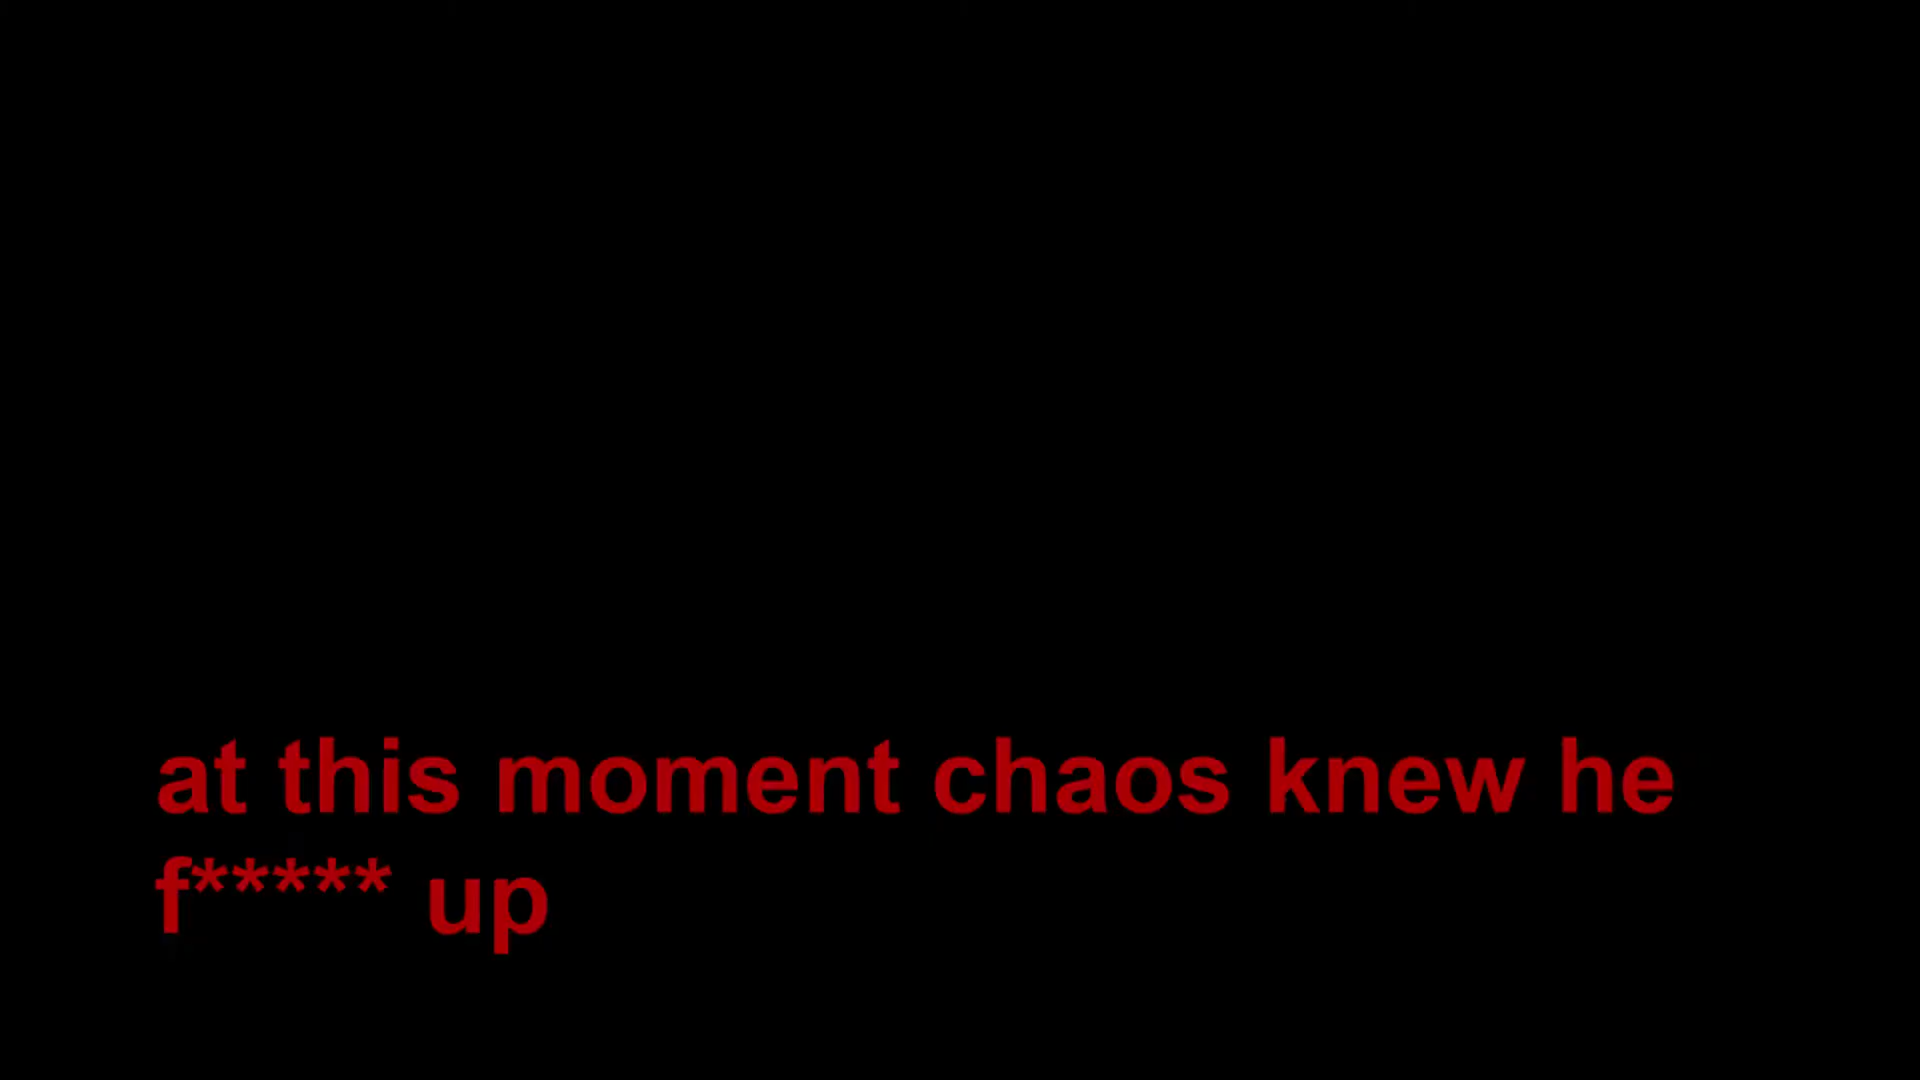 at this moment chaos knew he
f***** up